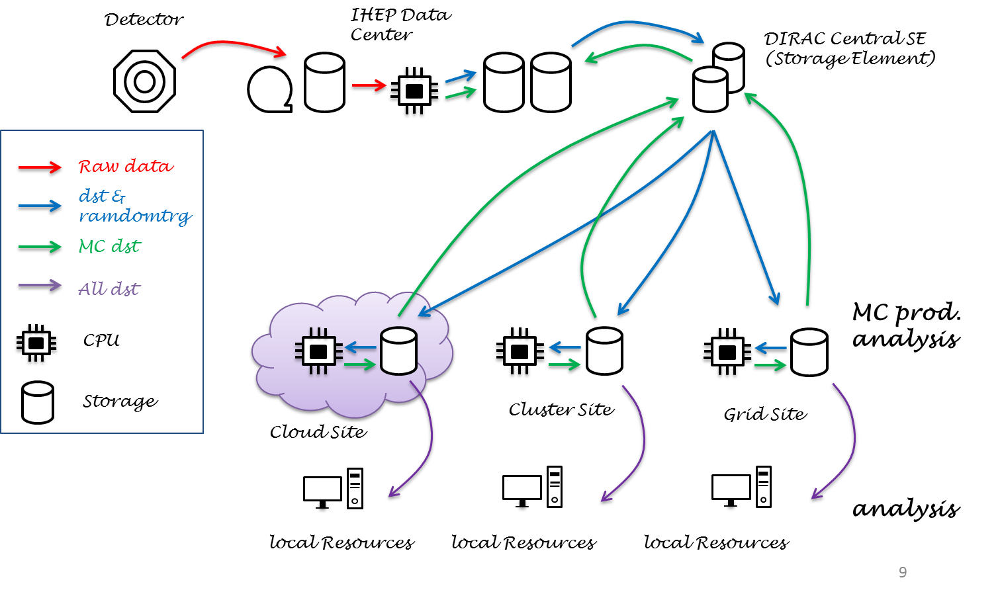 Detector
IHEP Data
Center
DIRAC Central SE
(Storage Element)
Raw data
dst &
ramdomtrg
MC dst
All dst
CPU
Storage
MC prod.
analysis
Cloud Site
Cluster Site
Grid Site
analysis
local Resources
local Resources
local Resources
9